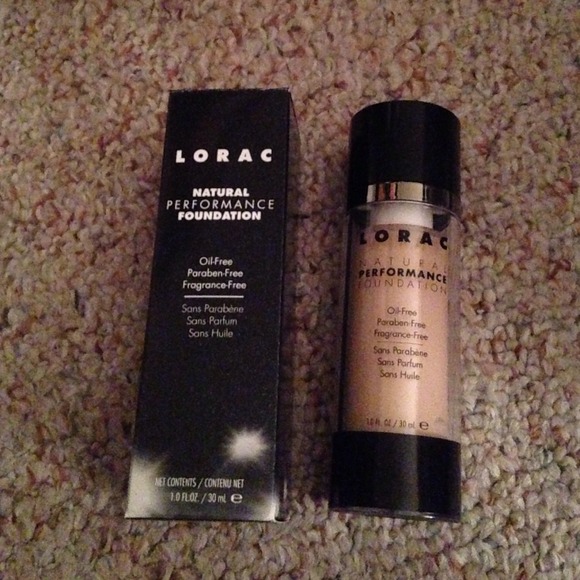 LORAC
NATURAL
PERFORMANCE
FOUNDATION
Oil-Free
Paraben-Free
Fragrance-Free
Sans Parabène
Sans Parfum
Sans Huile
NET CONTENTS / CONTENU NET
1.0 FL.OZ. / 30 mL ℮
LORAC
NATURAL
PERFORMANCE
FOUNDATION
Oil-Free
Paraben-Free
Fragrance-Free
Sans Parabène
Sans Parfum
Sans Huile
1.0 FL. OZ / 30 mL ℮